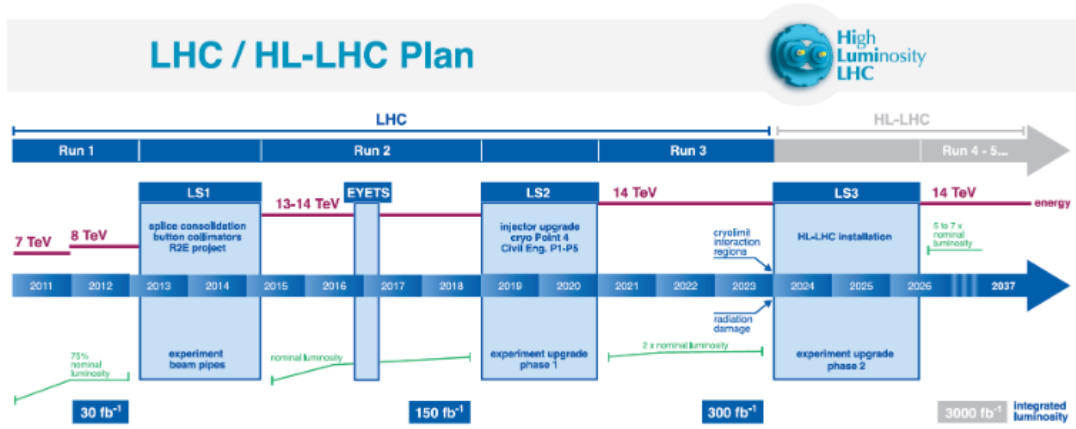 LHC / HL-LHC Plan
High
Luminosity
LHC
LHC
HL-LHC
Run 1
Run 2
Run 3
Run 4 - 5...
LS1
EYETS
LS2
14 TeV
LS3
14 TeV
energy
13-14 TeV
7 TeV
8 TeV
splice consolidation
button collimators
R2E project
injector upgrade
cryo Point 4
Civil Eng. P1-P5
cryolimit
interaction
regions
HL-LHC installation
5 to 7 x
nominal
luminosity
2011
2012
2013
2014
2015
2016
2017
2018
2019
2020
2021
2022
2023
2024
2025
2026
2037
radiation
damage
75%
nominal
luminosity
experiment
beam pipes
nominal luminosity
experiment upgrade
phase 1
2 x nominal luminosity
experiment upgrade
phase 2
30 fb⁻¹
150 fb⁻¹
300 fb⁻¹
3000 fb⁻¹
integrated
luminosity